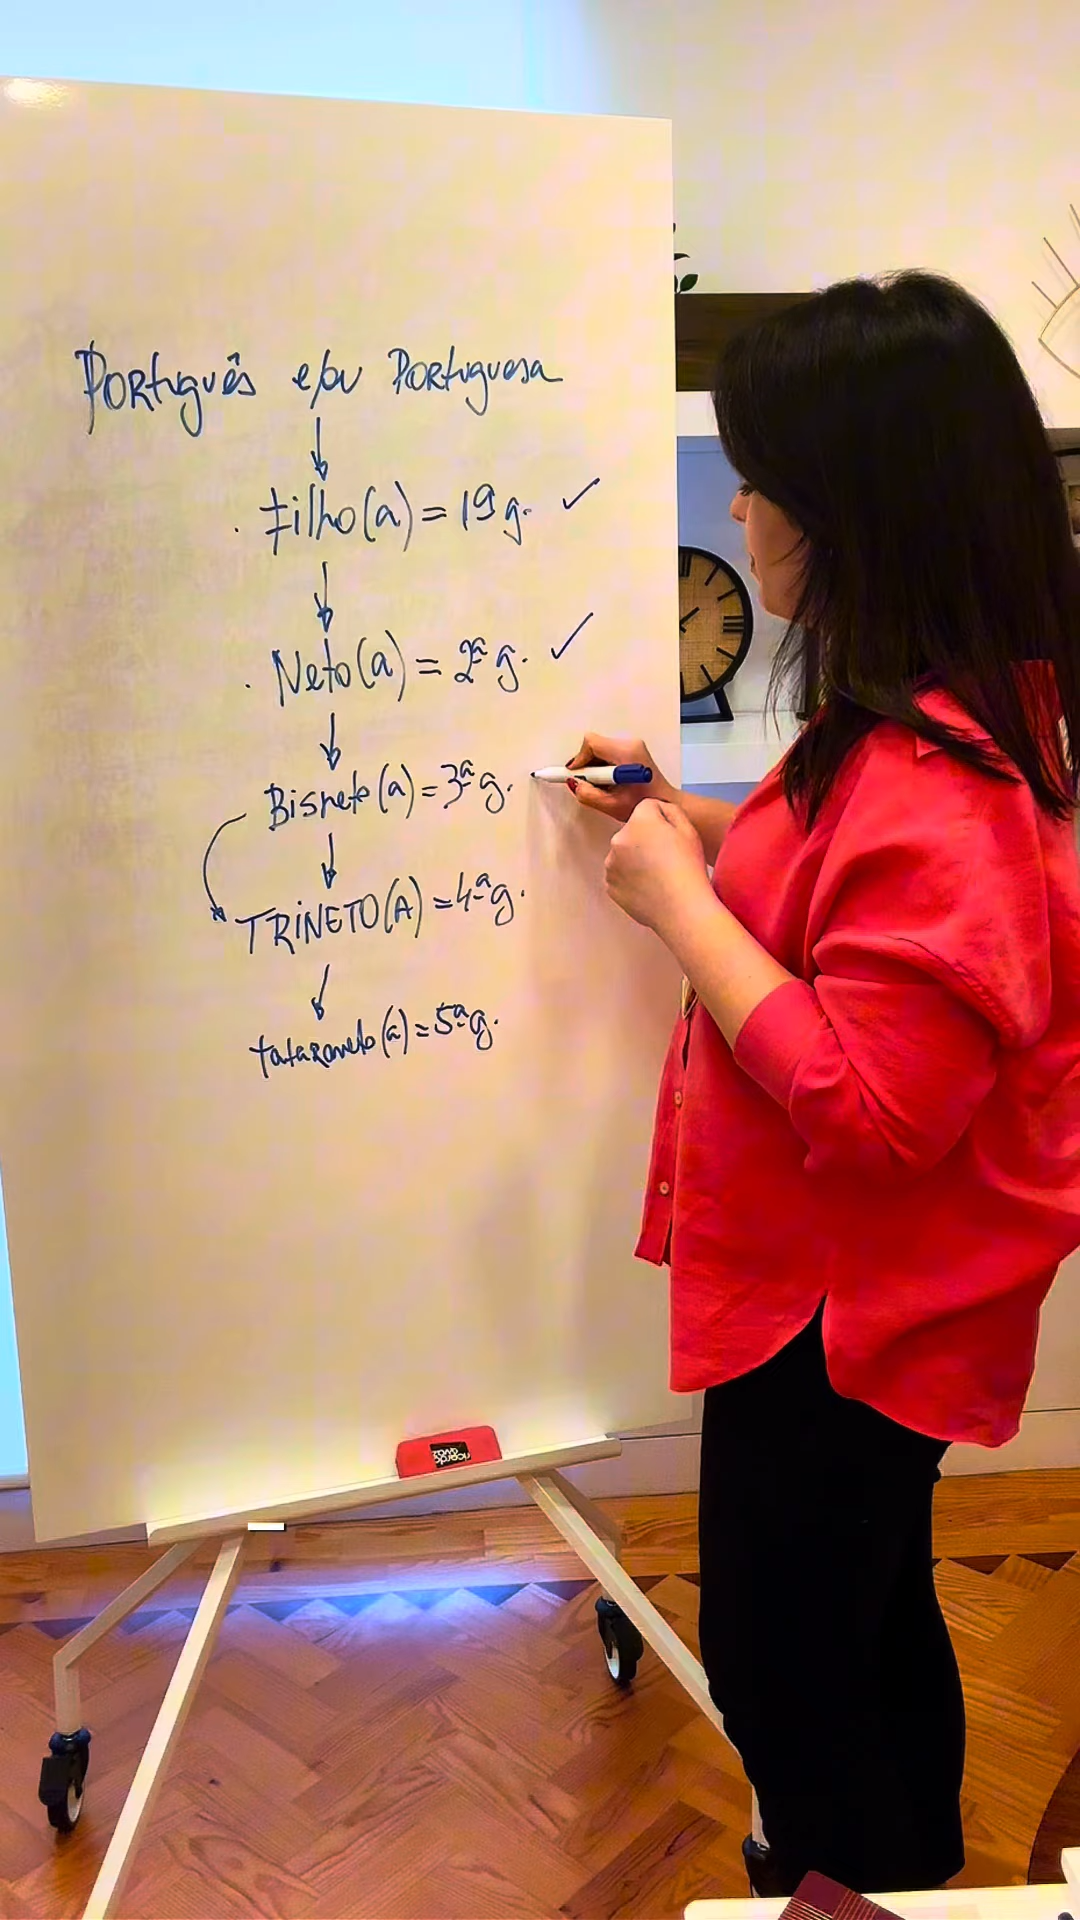 Português e/ou Portuguesa
Filho(a) = 1ª g. ✓
Neto(a) = 2ª g. ✓
Bisneto(a) = 3ª g.
TRINETO(A) = 4ª g.
tataraneto(a) = 5ª g.